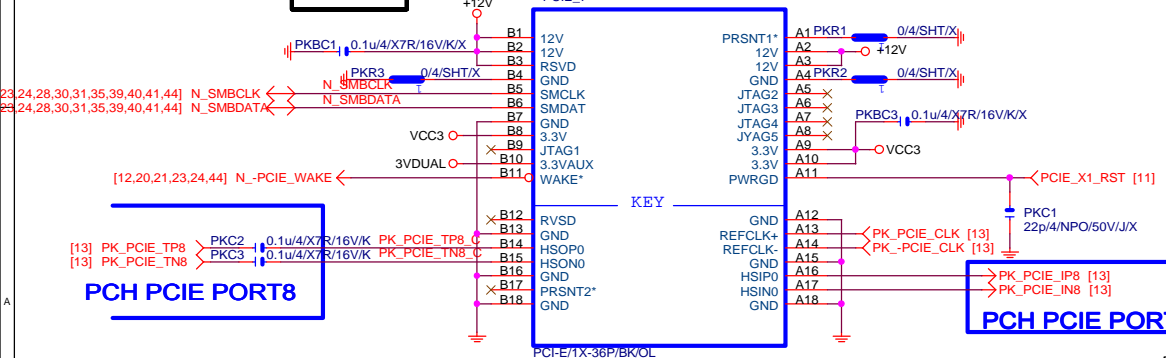 +12V
B1 12V PRSNT1* A1 PKR1 0/4/SHT/X
PKBC1 0.1u/4/X7R/16V/K/X B2 12V 12V A2 +12V
B3 RSVD 12V A3
PKR3 0/4/SHT/X B4 GND GND A4 PKR2 0/4/SHT/X
N_SMBCLK
23,24,28,30,31,35,39,40,41,44] N_SMBCLK B5 SMCLK JTAG2 A5
N_SMBDATA
23,24,28,30,31,35,39,40,41,44] N_SMBDATA B6 SMDAT JTAG3 A6
B7 GND JTAG4 A7 PKBC3 0.1u/4/X7R/16V/K/X
VCC3 B8 3.3V JYAG5 A8
B9 JTAG1 3.3V A9 VCC3
3VDUAL B10 3.3VAUX 3.3V A10
[12,20,21,23,24,44] N_-PCIE_WAKE B11 WAKE* PWRGD A11 PCIE_X1_RST [11]
KEY
B12 RVSD GND A12 PKC1
22p/4/NPO/50V/J/X
B13 GND REFCLK+ A13 PK_PCIE_CLK [13]
[13] PK_PCIE_TP8 PKC2 0.1u/4/X7R/16V/K PK_PCIE_TP8_C B14 HSOP0 REFCLK- A14 PK_-PCIE_CLK [13]
[13] PK_PCIE_TN8 PKC3 0.1u/4/X7R/16V/K PK_PCIE_TN8_C B15 HSON0 GND A15
B16 GND HSIP0 A16 PK_PCIE_IP8 [13]
B17 PRSNT2* HSIN0 A17 PK_PCIE_IN8 [13]
B18 GND GND A18
PCH PCIE PORT8
A
PCH PCIE PORT
PCI-E/1X-36P/BK/OL